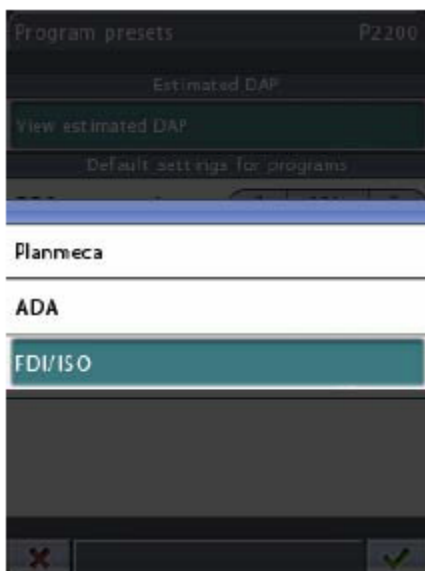 Program presets P2200
Estimated DAP
View estimated DAP
Default settings for programs
Planmeca
ADA
FDI/ISO